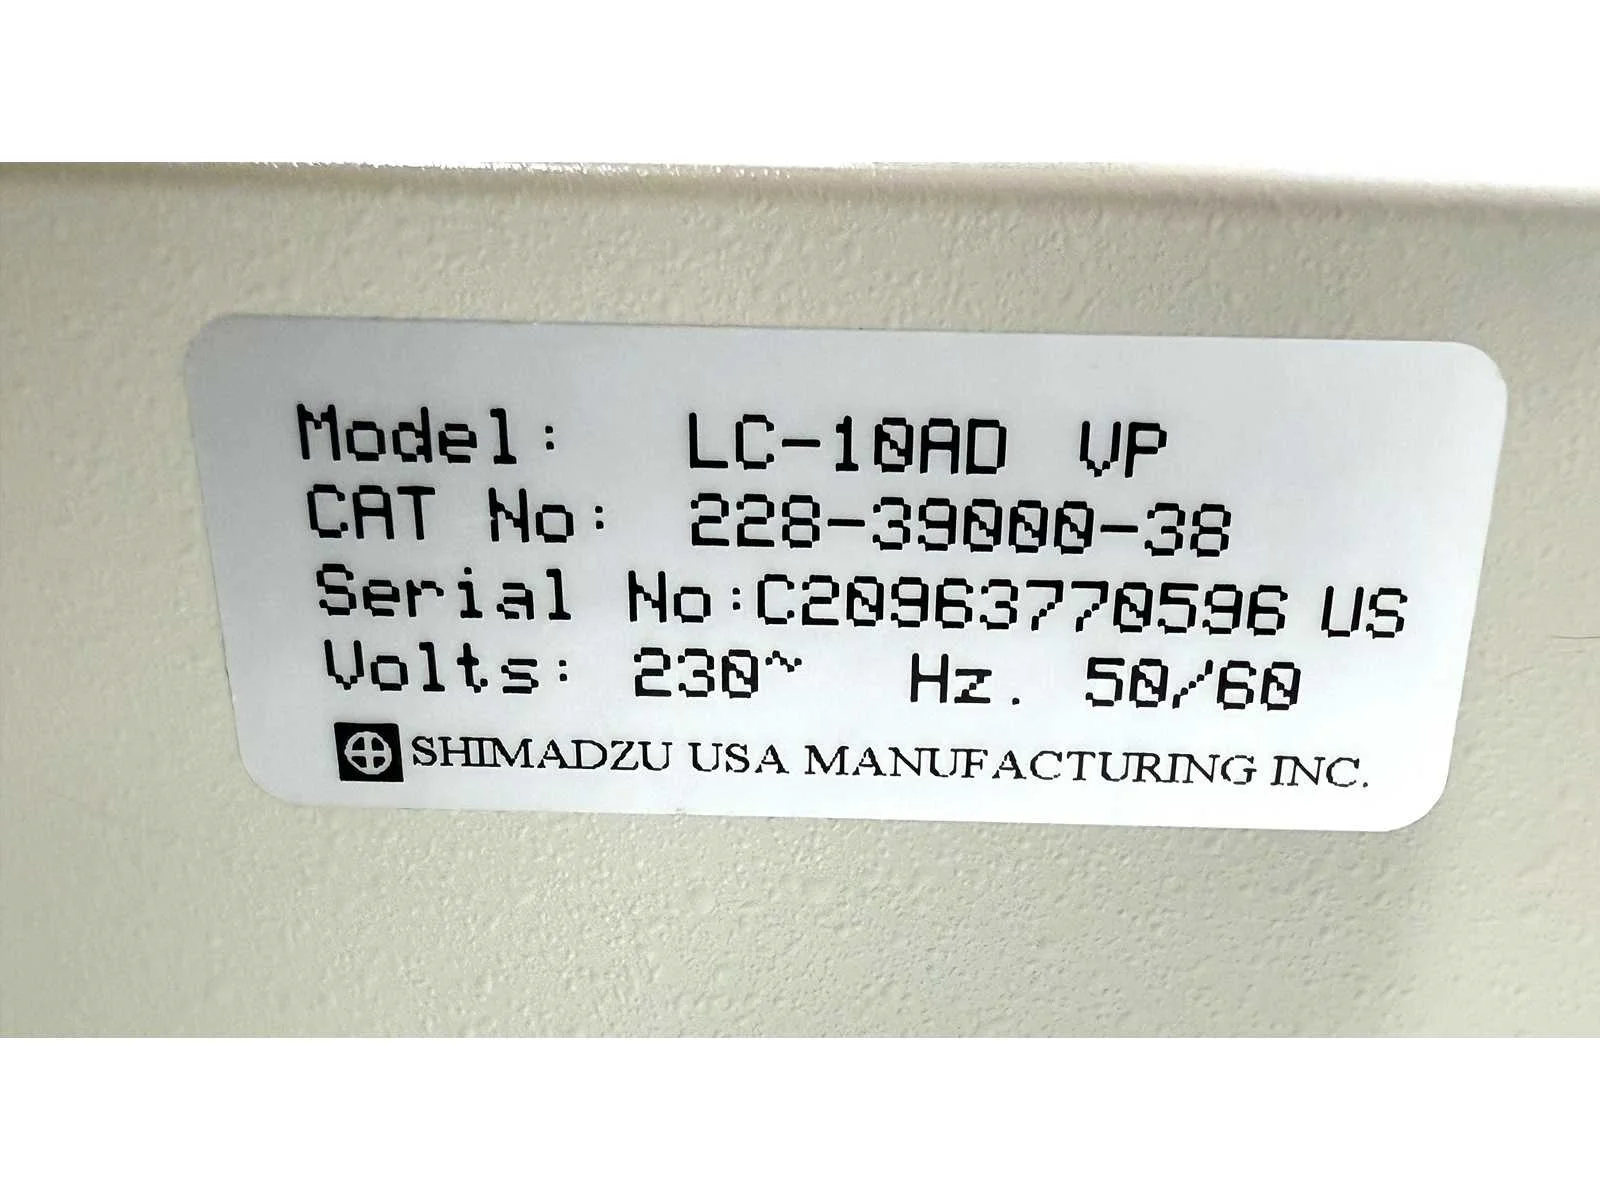 Model: LC-10AD VP
CAT No: 228-39000-38
Serial No:C20963770596 US
Volts: 230~ Hz. 50/60
SHIMADZU USA MANUFACTURING INC.